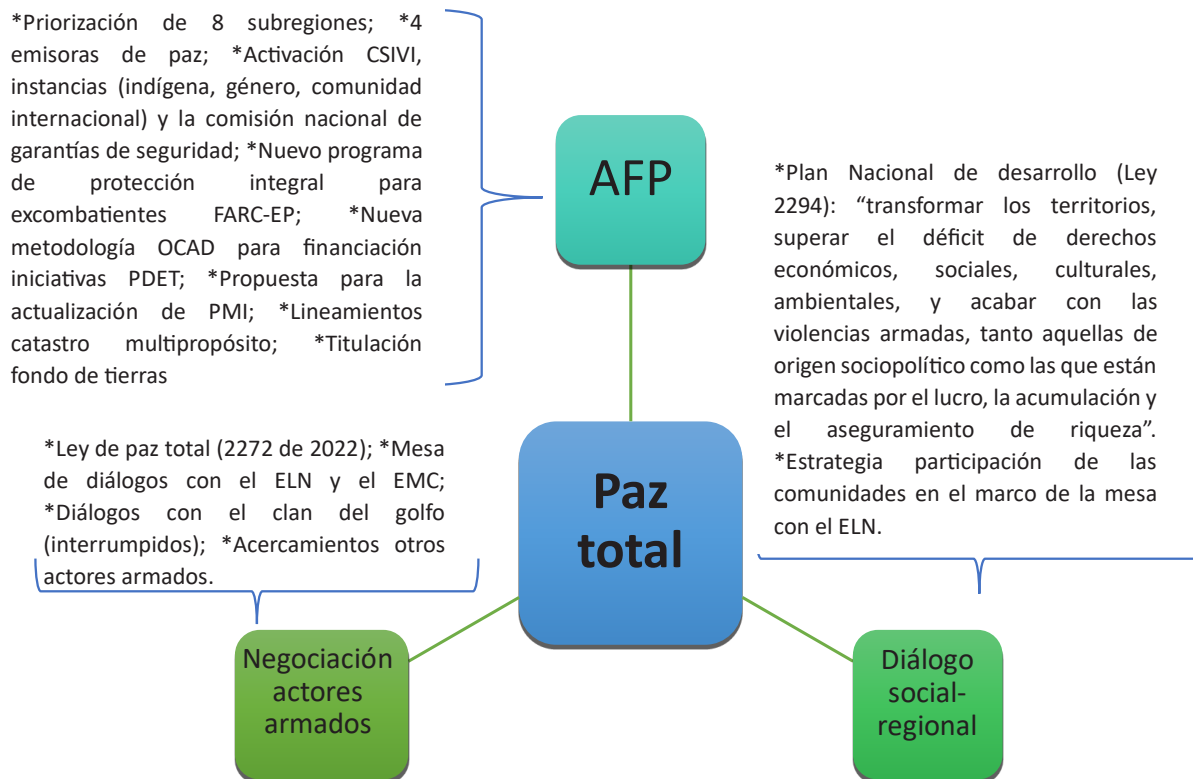 *Priorización de 8 subregiones; *4
emisoras de paz; *Activación CSIVI,
instancias (indígena, género, comunidad
internacional) y la comisión nacional de
garantías de seguridad; *Nuevo programa
de protección integral para
excombatientes FARC-EP; *Nueva
metodología OCAD para financiación
iniciativas PDET; *Propuesta para la
actualización de PMI; *Lineamientos
catastro multipropósito; *Titulación
fondo de tierras
AFP
*Plan Nacional de desarrollo (Ley
2294): “transformar los territorios,
superar el déficit de derechos
económicos, sociales, culturales,
ambientales, y acabar con las
violencias armadas, tanto aquellas de
origen sociopolítico como las que están
marcadas por el lucro, la acumulación y
el aseguramiento de riqueza”.
*Estrategia participación de las
comunidades en el marco de la mesa
con el ELN.
*Ley de paz total (2272 de 2022); *Mesa
de diálogos con el ELN y el EMC;
*Diálogos con el clan del golfo
(interrumpidos); *Acercamientos otros
actores armados.
Paz
total
Negociación
actores
armados
Diálogo
social-
regional